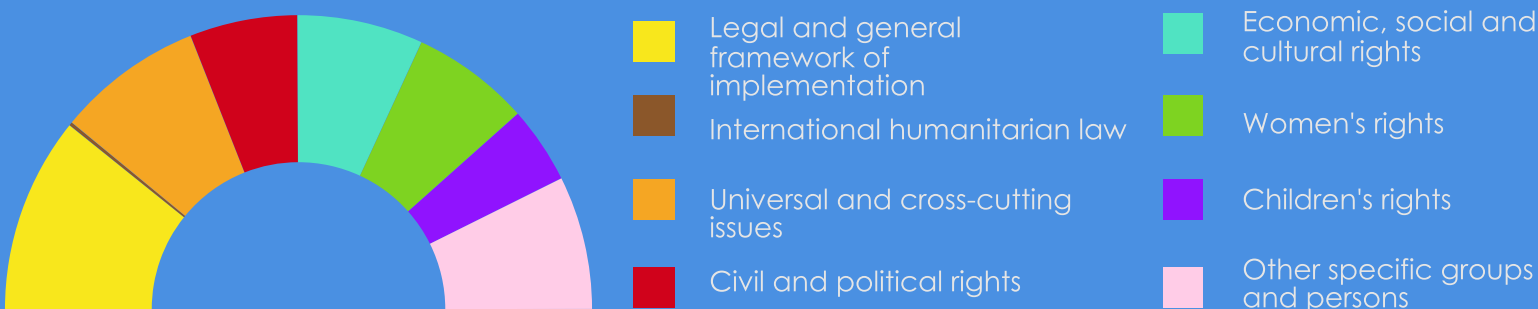 Legal and general
framework of
implementation
International humanitarian law
Universal and cross-cutting
issues
Civil and political rights
Economic, social and
cultural rights
Women's rights
Children's rights
Other specific groups
and persons